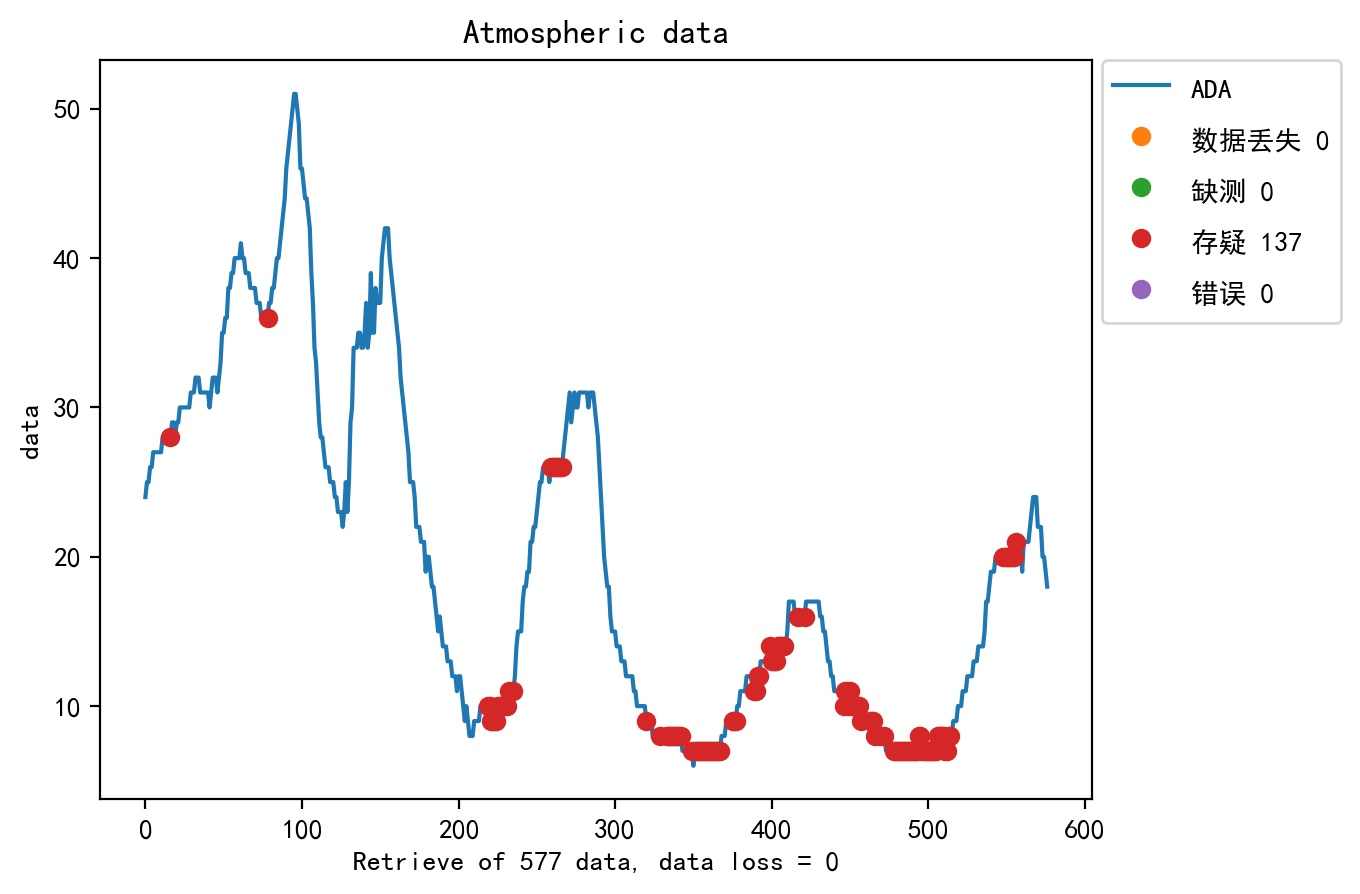 Atmospheric data
ADA
数据丢失 0
缺测 0
存疑 137
错误 0
50
40
30
20
10
data
0 100 200 300 400 500 600
Retrieve of 577 data, data loss = 0